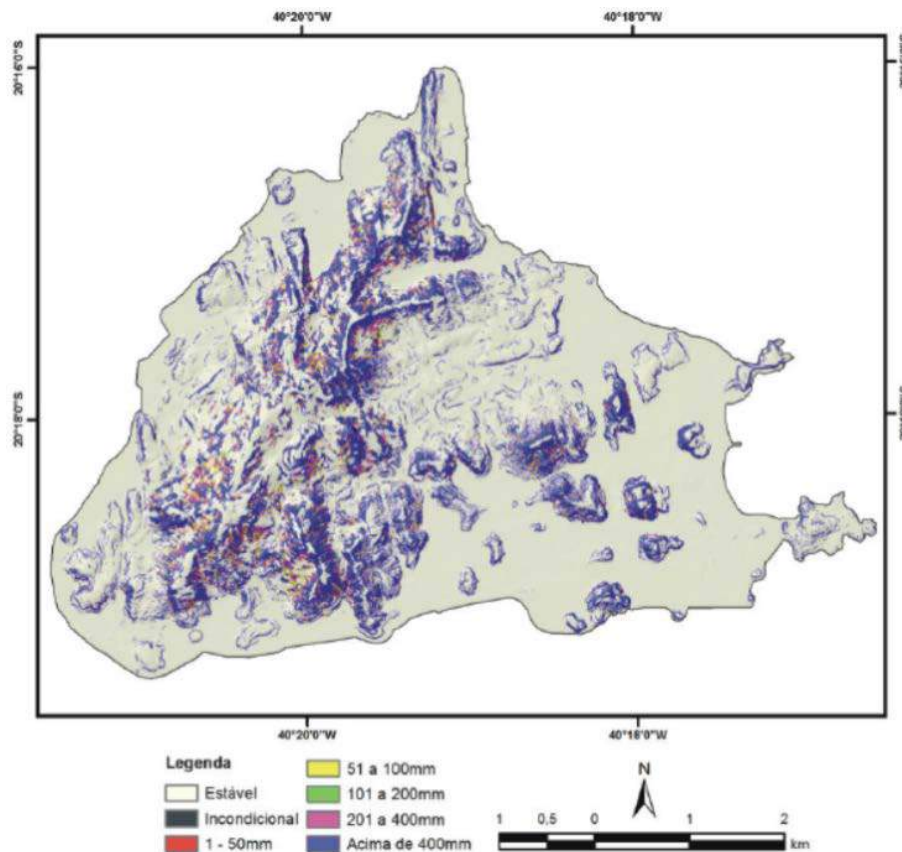 40°20'0"W 40°18'0"W
20°16'0"S
20°18'0"S
40°20'0"W 40°18'0"W
Legenda
Estável
Incondicional
1 - 50mm
51 a 100mm
101 a 200mm
201 a 400mm
Acima de 400mm
N
1 0,5 0 1 2
km